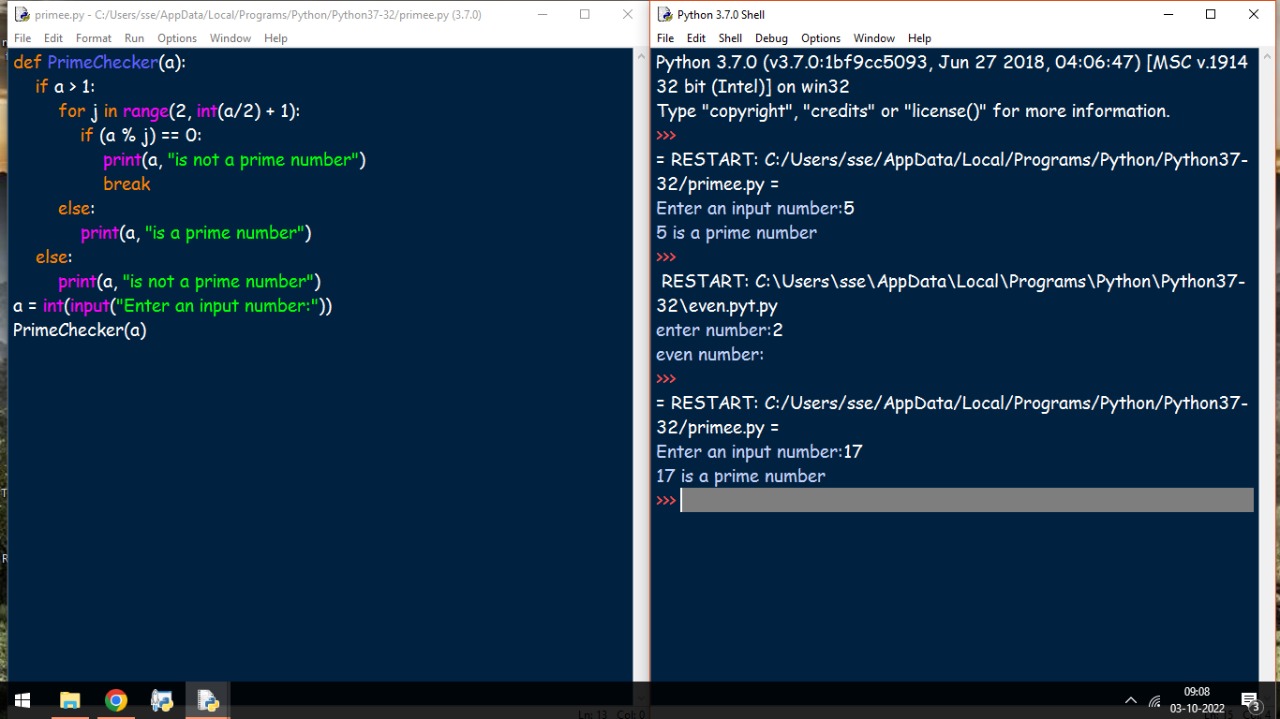 primee.py - C:/Users/sse/AppData/Local/Programs/Python/Python37-32/primee.py (3.7.0)
File Edit Format Run Options Window Help
def PrimeChecker(a):
    if a > 1:
        for j in range(2, int(a/2) + 1):
            if (a % j) == 0:
                print(a, "is not a prime number")
                break
        else:
            print(a, "is a prime number")
    else:
        print(a, "is not a prime number")
a = int(input("Enter an input number:"))
PrimeChecker(a)
Ln: 13 Col: 0
Python 3.7.0 Shell
File Edit Shell Debug Options Window Help
Python 3.7.0 (v3.7.0:1bf9cc5093, Jun 27 2018, 04:06:47) [MSC v.1914
32 bit (Intel)] on win32
Type "copyright", "credits" or "license()" for more information.
>>>
= RESTART: C:/Users/sse/AppData/Local/Programs/Python/Python37-
32/primee.py =
Enter an input number:5
5 is a prime number
>>>
 RESTART: C:\Users\sse\AppData\Local\Programs\Python\Python37-
32\even.pyt.py
enter number:2
even number:
>>>
= RESTART: C:/Users/sse/AppData/Local/Programs/Python/Python37-
32/primee.py =
Enter an input number:17
17 is a prime number
>>>
09:08
03-10-2022
3